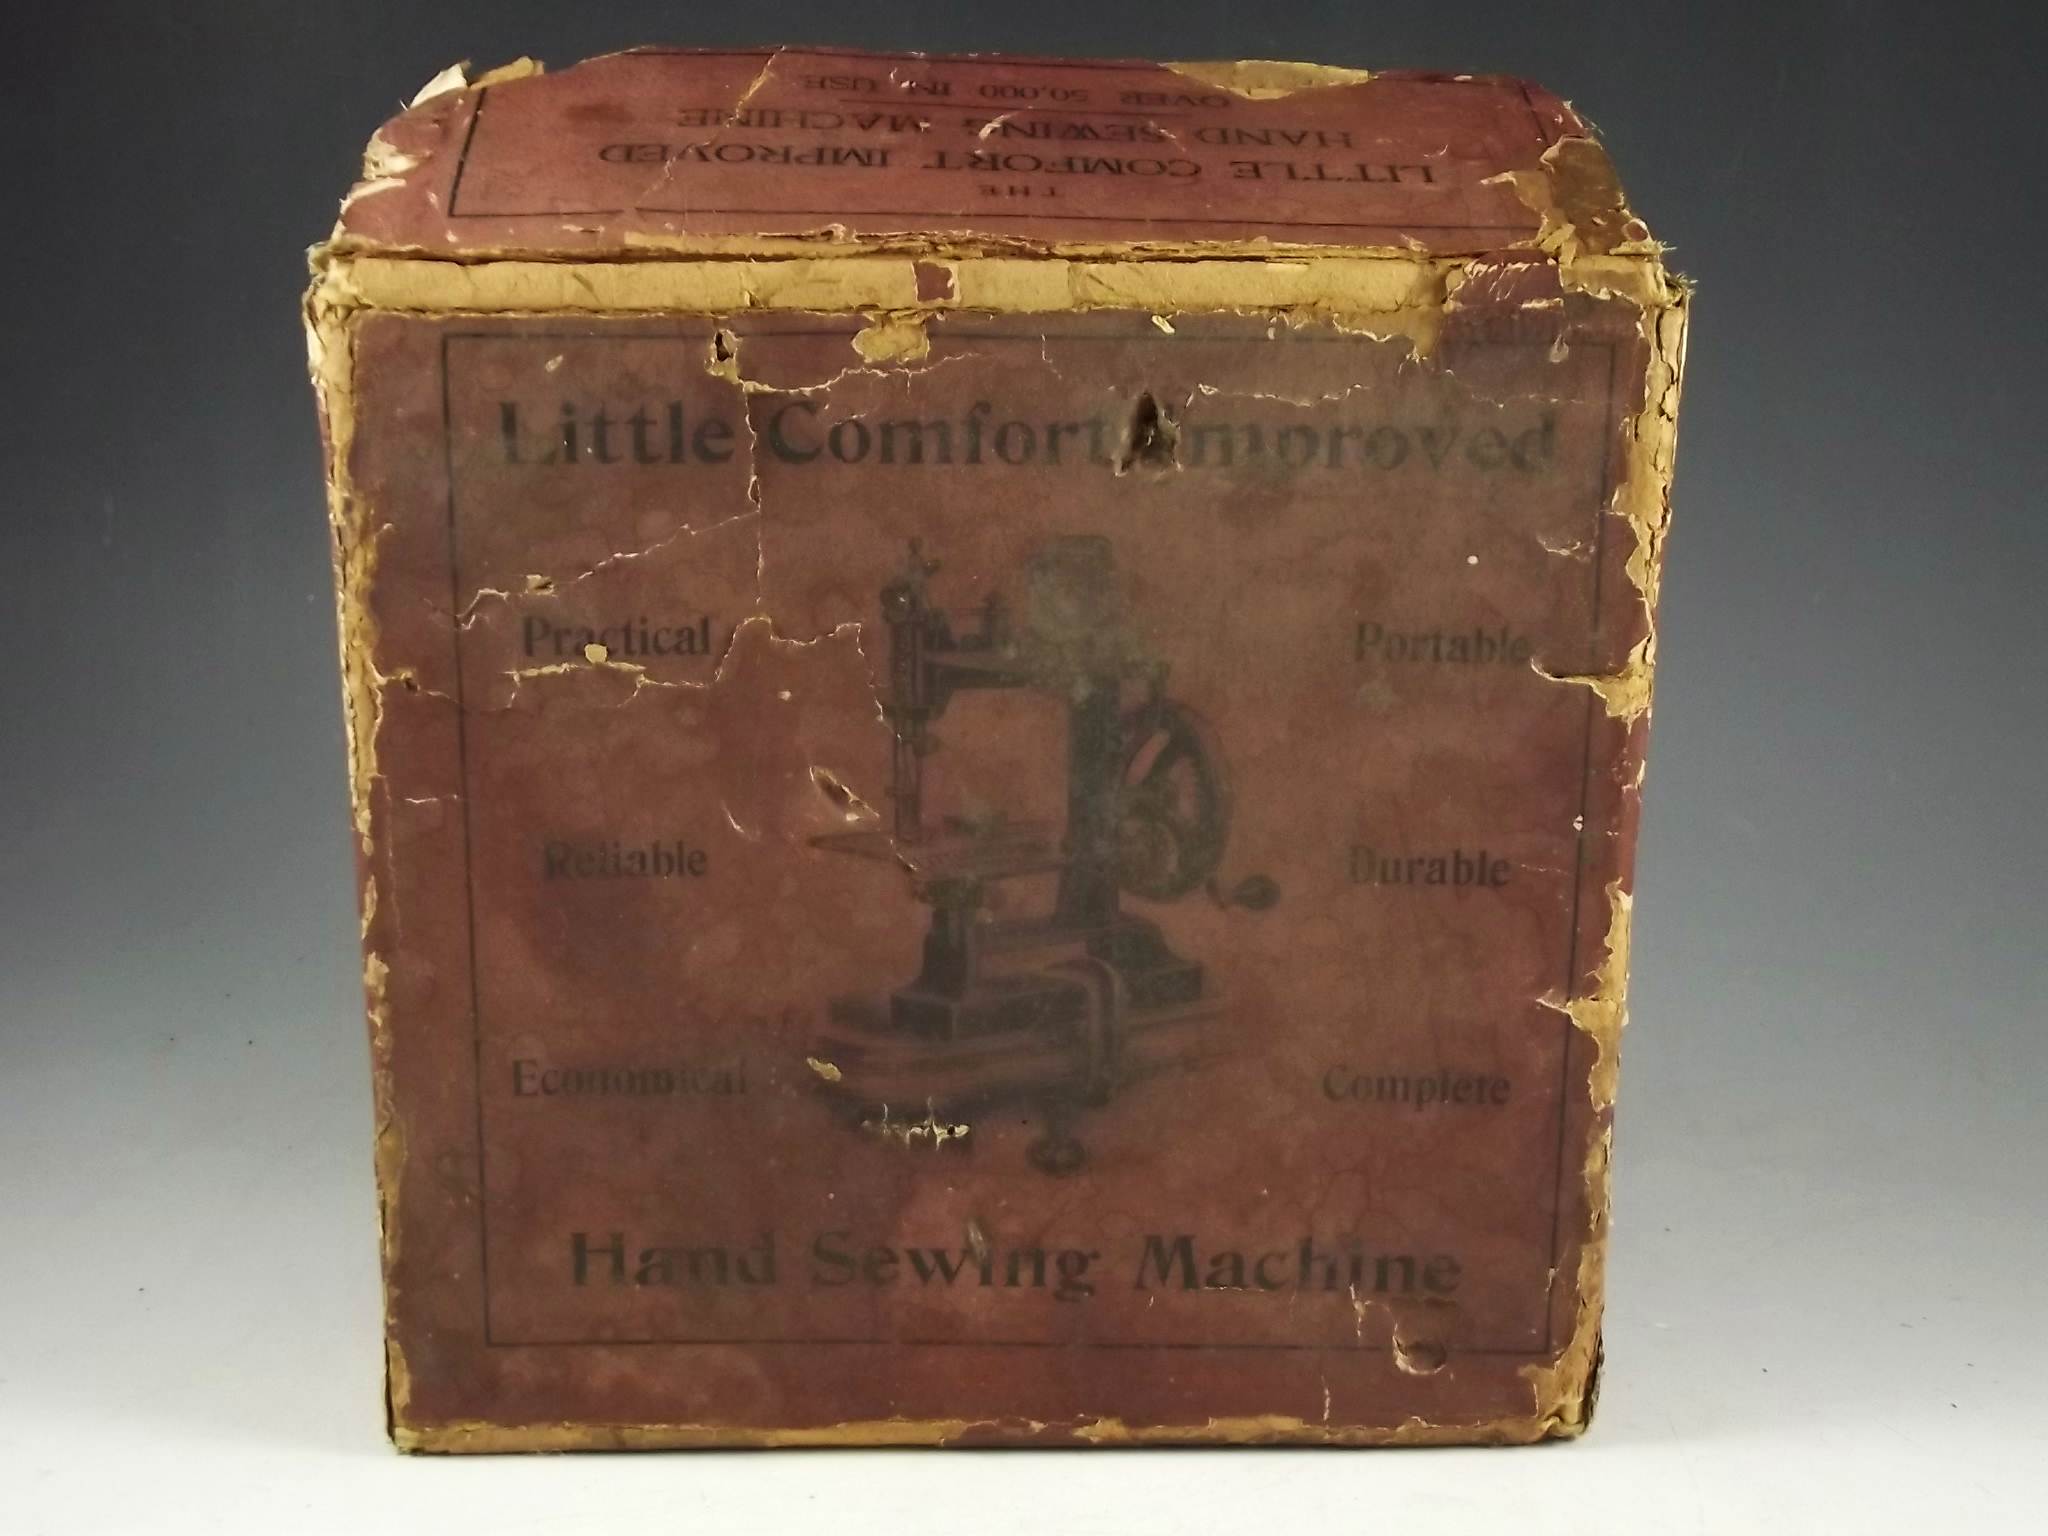 THE
LITTLE COMFORT IMPROVED
HAND SEWING MACHINE
OVER 50,000 IN USE
Little Comfort Improved
Practical
Portable
Reliable
Durable
Economical
Complete
Hand Sewing Machine